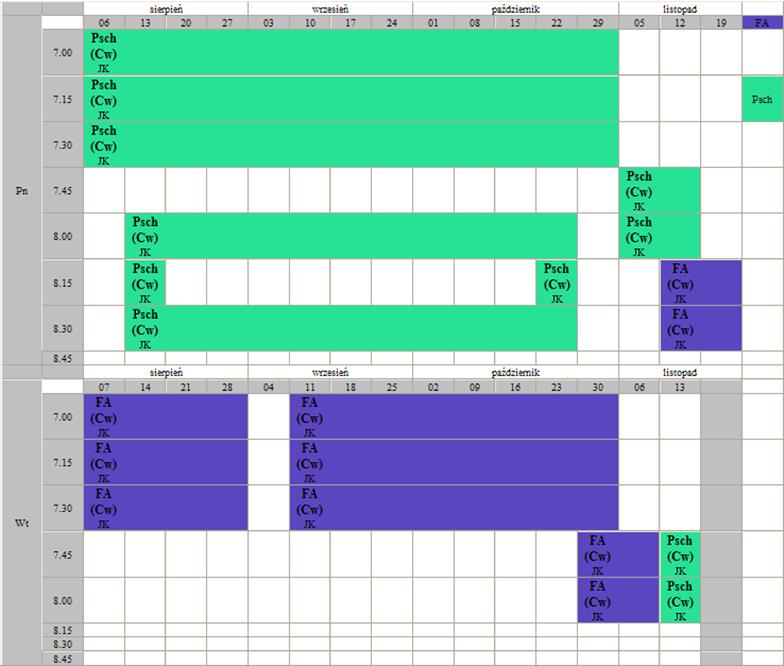 sierpień wrzesień październik listopad
06 13 20 27 03 10 17 24 01 08 15 22 29 05 12 19 FA
Pn
7.00 Psch (Cw) JK
7.15 Psch (Cw) JK Psch
7.30 Psch (Cw) JK
7.45 Psch (Cw) JK
8.00 Psch (Cw) JK Psch (Cw) JK
8.15 Psch (Cw) JK Psch (Cw) JK FA (Cw) JK
8.30 Psch (Cw) JK FA (Cw) JK
8.45
sierpień wrzesień październik listopad
07 14 21 28 04 11 18 25 02 09 16 23 30 06 13
Wt
7.00 FA (Cw) JK FA (Cw) JK
7.15 FA (Cw) JK FA (Cw) JK
7.30 FA (Cw) JK FA (Cw) JK
7.45 FA (Cw) JK Psch (Cw) JK
8.00 FA (Cw) JK Psch (Cw) JK
8.15
8.30
8.45